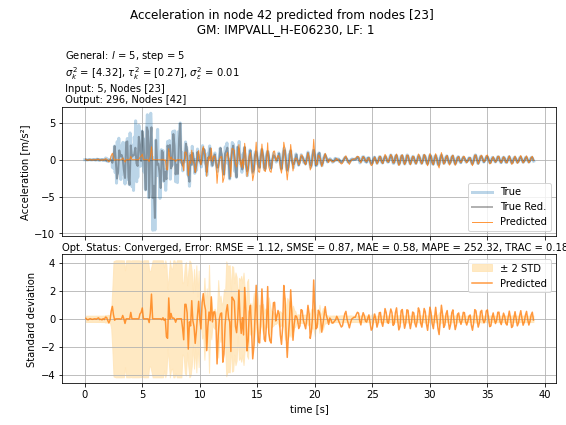 Acceleration in node 42 predicted from nodes [23]
GM: IMPVALL_H-E06230, LF: 1
General: l = 5, step = 5
σ²ₖ = [4.32], τ²ₖ = [0.27], σ²ε = 0.01
Input: 5, Nodes [23]
Output: 296, Nodes [42]
Acceleration [m/s²]
5
0
−5
−10
True
True Red.
Predicted
Opt. Status: Converged, Error: RMSE = 1.12, SMSE = 0.87, MAE = 0.58, MAPE = 252.32, TRAC = 0.18
Standard deviation
4
2
0
−2
−4
± 2 STD
Predicted
0 5 10 15 20 25 30 35 40
time [s]